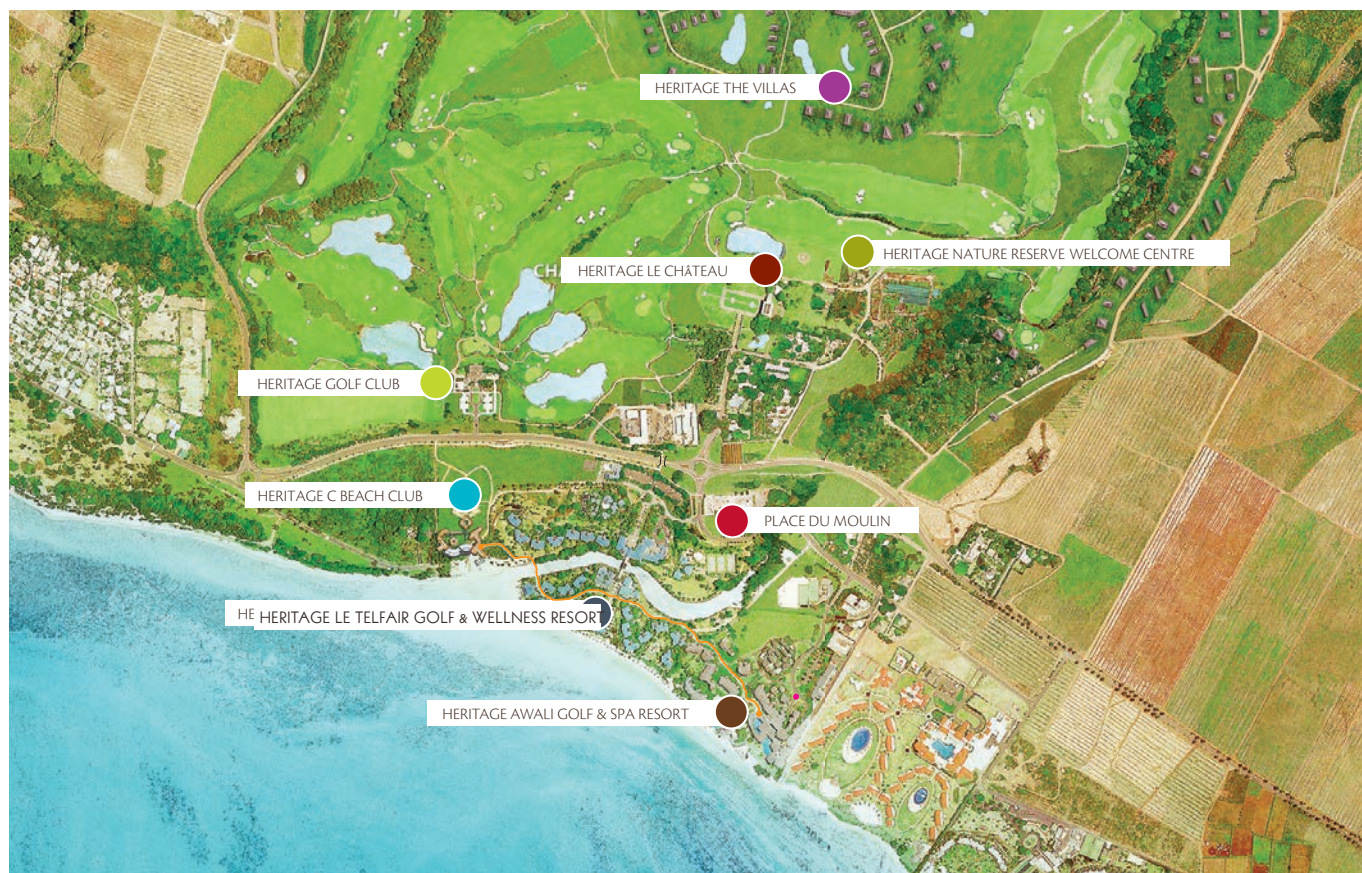 HERITAGE THE VILLAS
HERITAGE NATURE RESERVE WELCOME CENTRE
HERITAGE LE CHÂTEAU
HERITAGE GOLF CLUB
HERITAGE C BEACH CLUB
PLACE DU MOULIN
HERITAGE LE TELFAIR GOLF & WELLNESS RESORT
HERITAGE AWALI GOLF & SPA RESORT